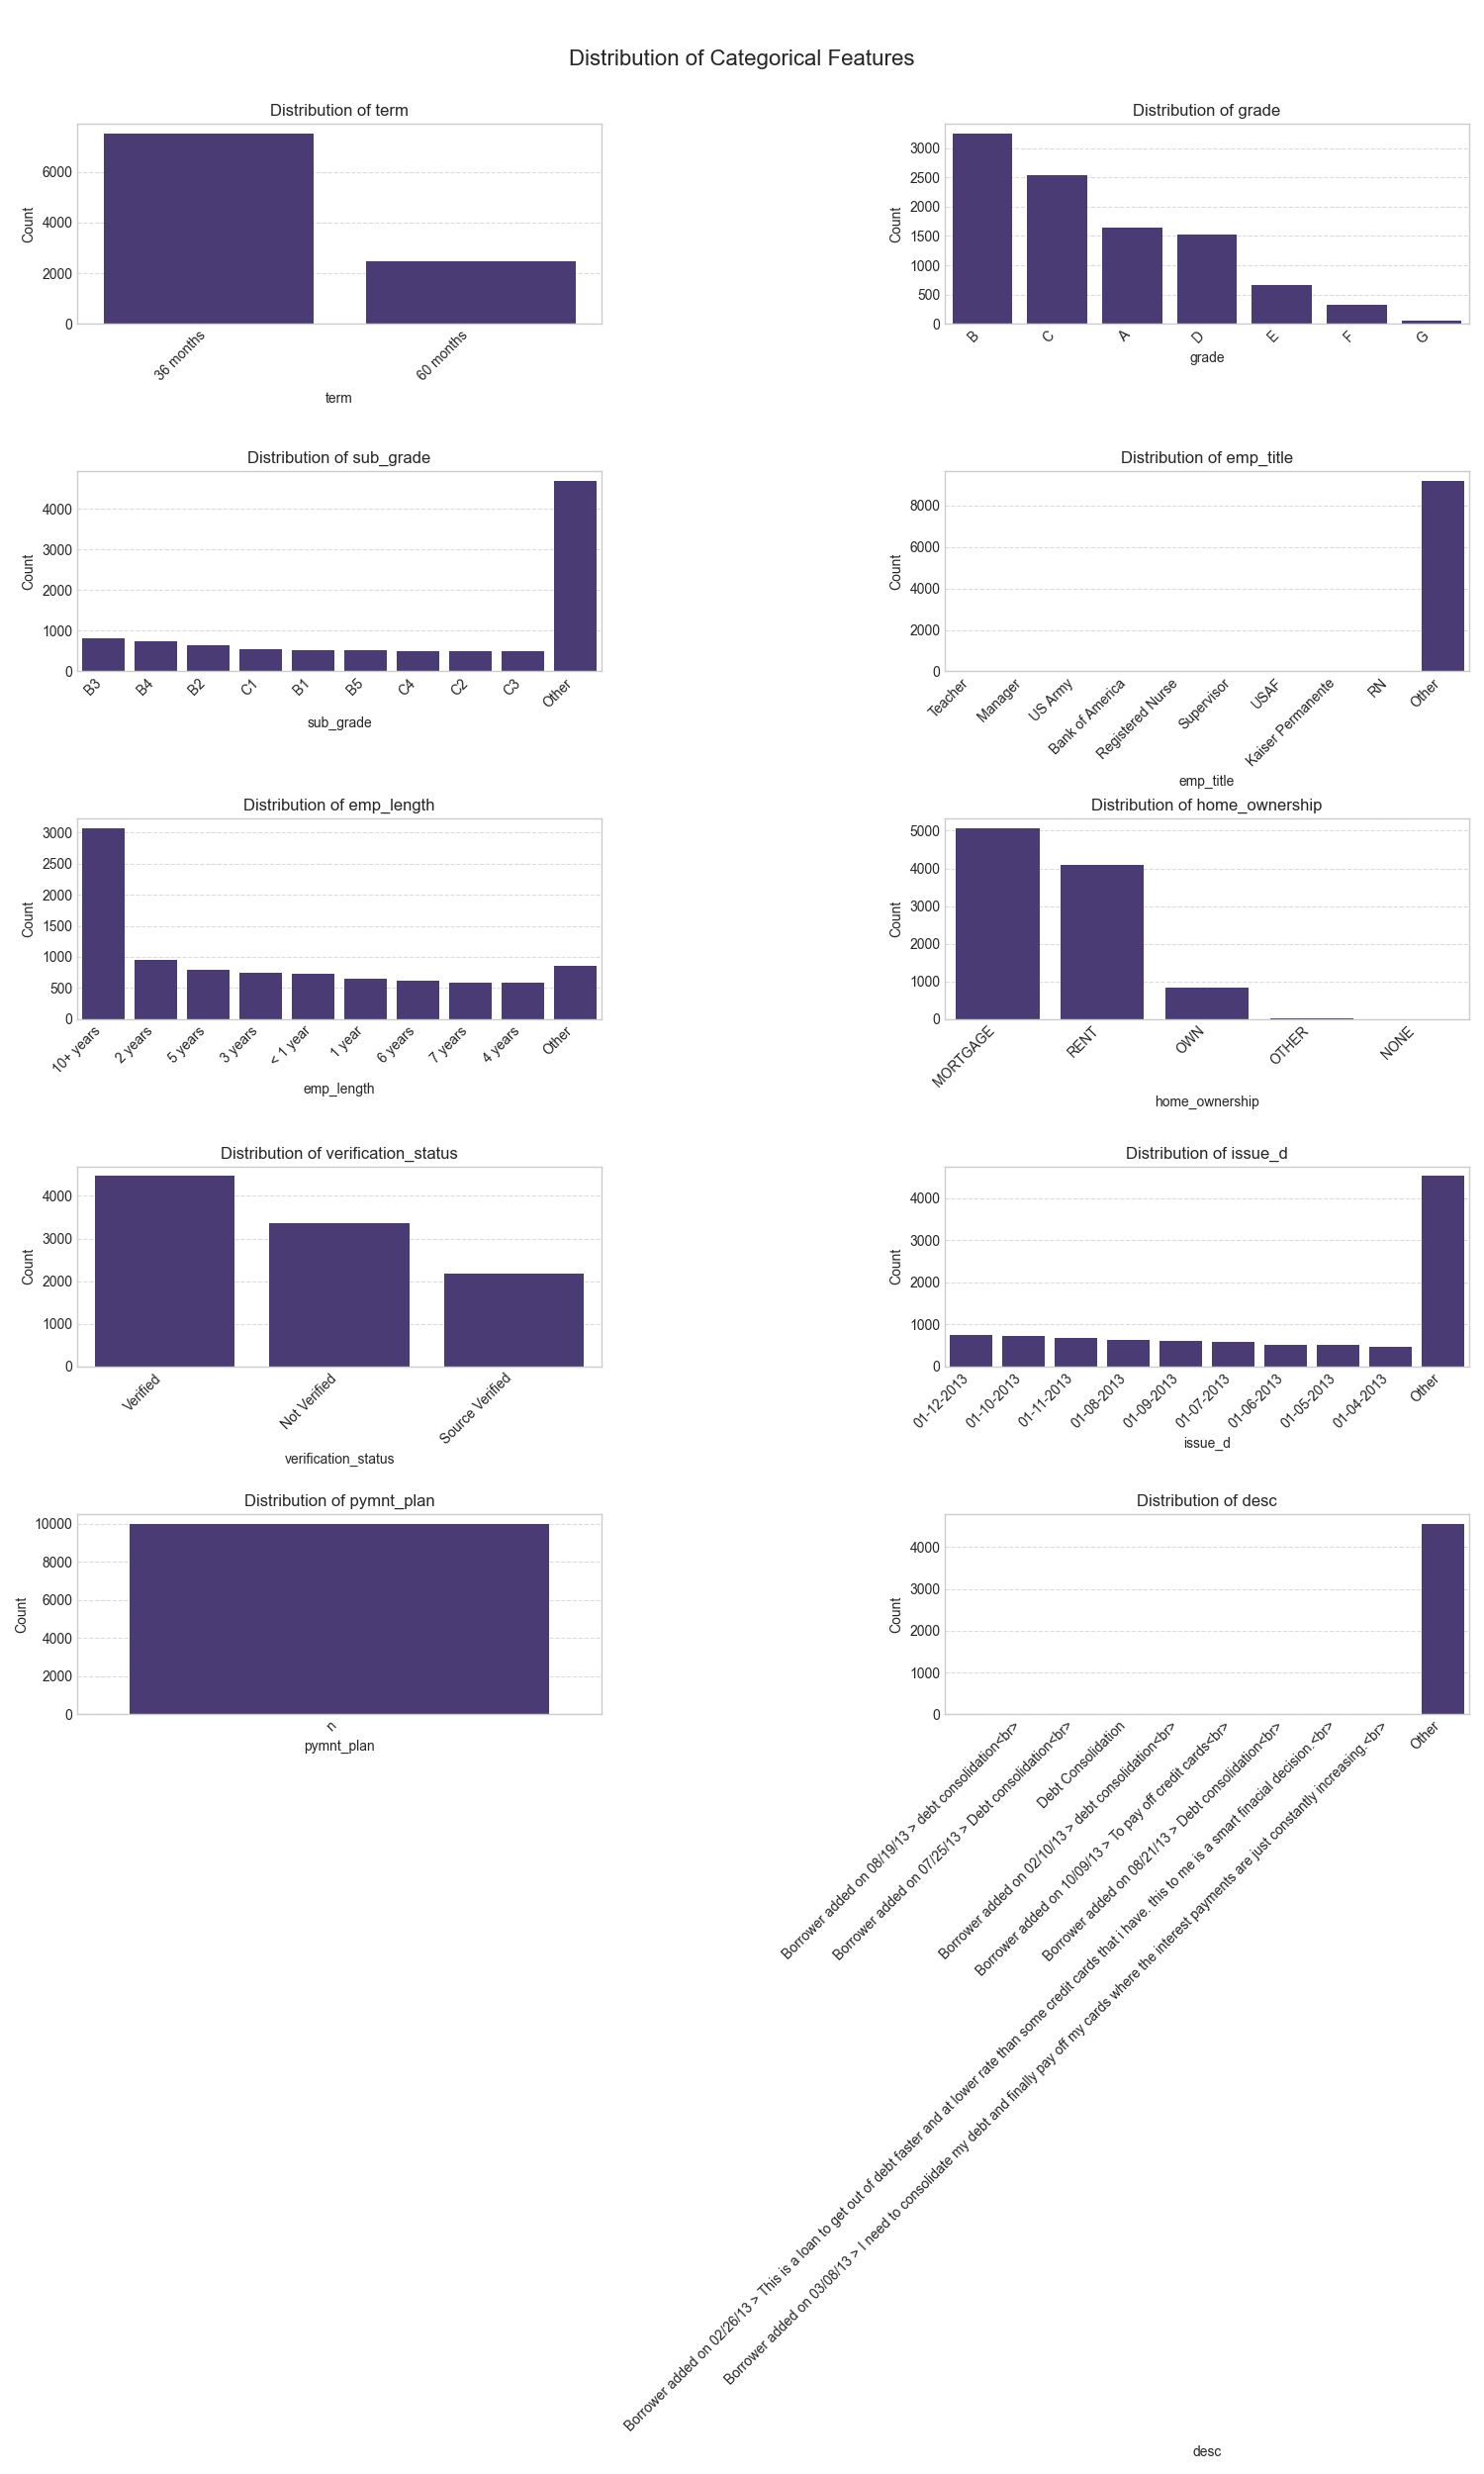 Distribution of Categorical Features
Distribution of term
Count
6000
4000
2000
0
36 months
60 months
term
Distribution of grade
Count
3000
2500
2000
1500
1000
500
0
B
C
A
D
E
F
G
grade
Distribution of sub_grade
Count
4000
3000
2000
1000
0
B3
B4
B2
C1
B1
B5
C4
C2
C3
Other
sub_grade
Distribution of emp_title
Count
8000
6000
4000
2000
0
Teacher
Manager
US Army
Bank of America
Registered Nurse
Supervisor
USAF
Kaiser Permanente
RN
Other
emp_title
Distribution of emp_length
Count
3000
2500
2000
1500
1000
500
0
10+ years
2 years
5 years
3 years
< 1 year
1 year
6 years
7 years
4 years
Other
emp_length
Distribution of home_ownership
Count
5000
4000
3000
2000
1000
0
MORTGAGE
RENT
OWN
OTHER
NONE
home_ownership
Distribution of verification_status
Count
4000
3000
2000
1000
0
Verified
Not Verified
Source Verified
verification_status
Distribution of issue_d
Count
4000
3000
2000
1000
0
01-12-2013
01-10-2013
01-11-2013
01-08-2013
01-09-2013
01-07-2013
01-06-2013
01-05-2013
01-04-2013
Other
issue_d
Distribution of pymnt_plan
Count
10000
8000
6000
4000
2000
0
n
pymnt_plan
Distribution of desc
Count
4000
3000
2000
1000
0
Borrower added on 08/19/13 > debt consolidation<br>
Borrower added on 07/25/13 > Debt consolidation<br>
Debt Consolidation
Borrower added on 02/10/13 > debt consolidation<br>
Borrower added on 10/09/13 > To pay off credit cards<br>
Borrower added on 08/21/13 > Debt consolidation<br>
Borrower added on 02/26/13 > This is a loan to get out of debt faster and at lower rate than some credit cards that i have. this to me is a smart finacial decision.<br>
Borrower added on 03/08/13 > I need to consolidate my debt and finally pay off my cards where the interest payments are just constantly increasing.<br>
Other
desc